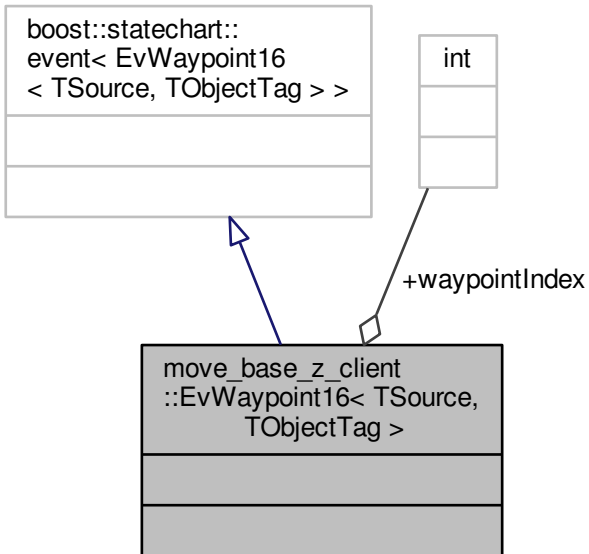 boost::statechart::
event< EvWaypoint16
< TSource, TObjectTag > >
int
+waypointIndex
move_base_z_client
::EvWaypoint16< TSource,
TObjectTag >